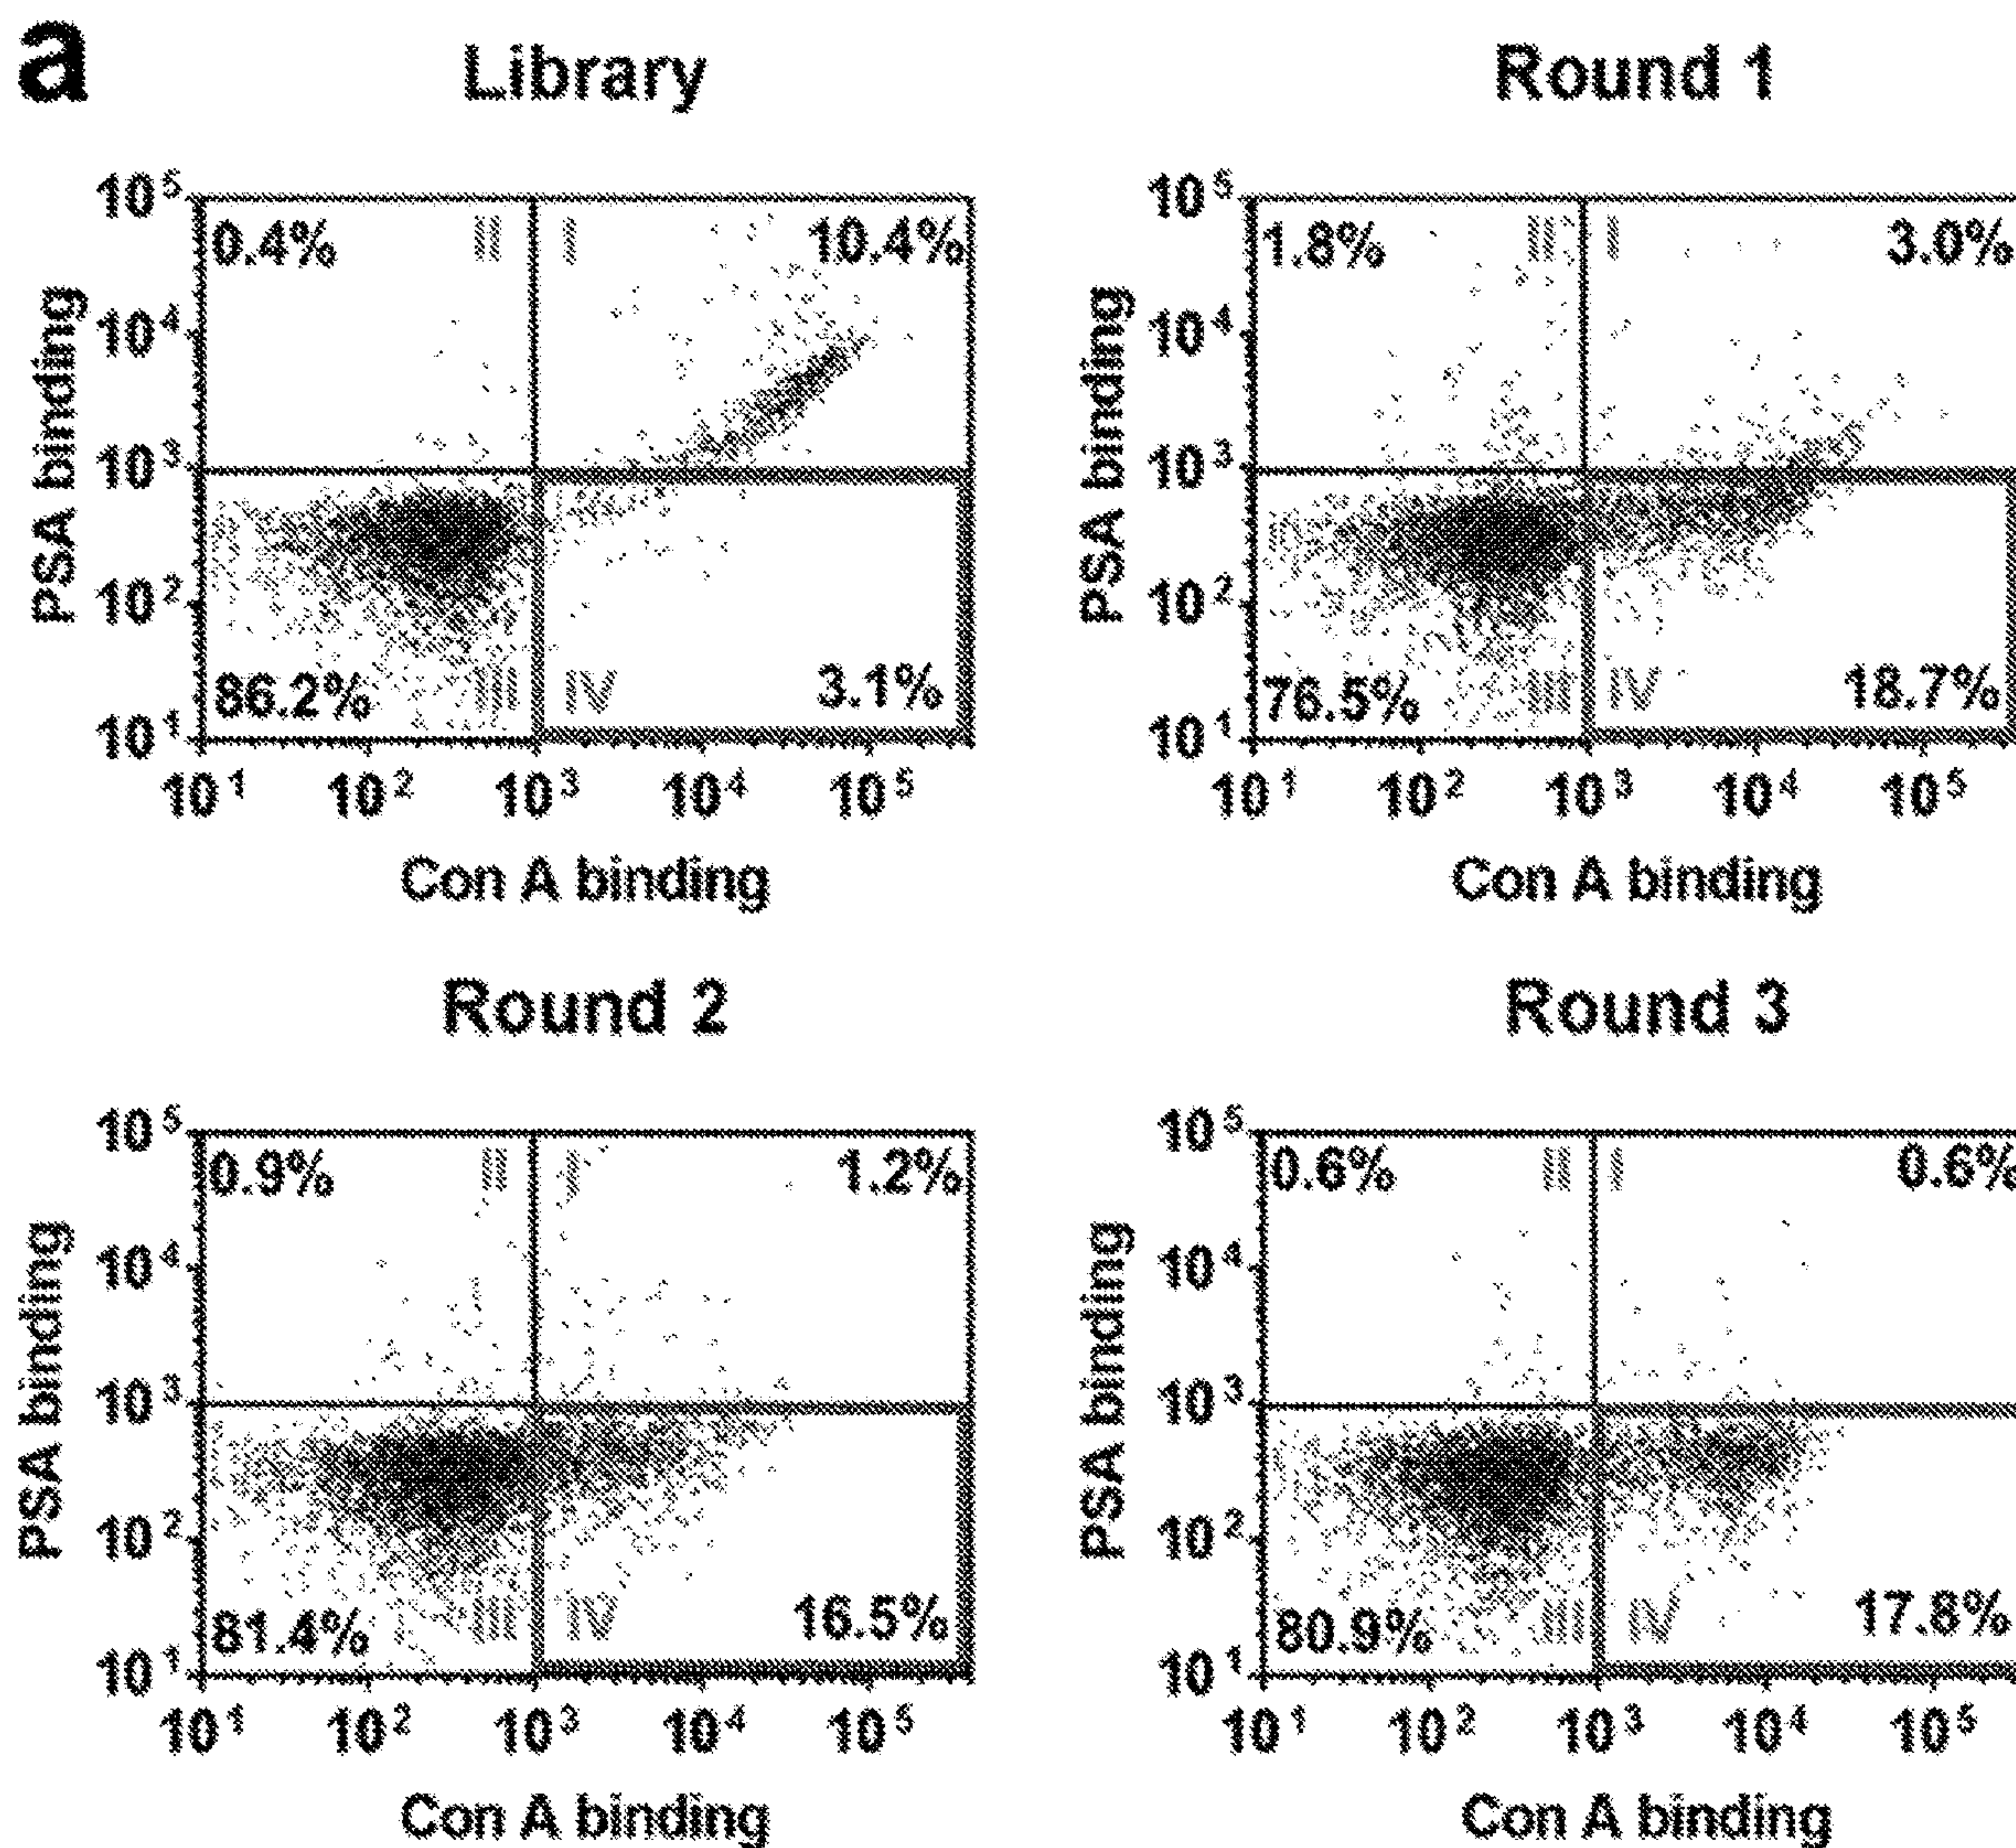 a
Library
10⁵
10⁴
10³
10²
10¹
PSA binding
0.4%
II
I
10.4%
86.2%
III
IV
3.1%
10¹ 10² 10³ 10⁴ 10⁵
Con A binding
Round 1
10⁵
10⁴
10³
10²
10¹
PSA binding
1.8%
II
I
3.0%
76.5%
III
IV
18.7%
10¹ 10² 10³ 10⁴ 10⁵
Con A binding
Round 2
10⁵
10⁴
10³
10²
10¹
PSA binding
0.9%
II
I
1.2%
81.4%
III
IV
16.5%
10¹ 10² 10³ 10⁴ 10⁵
Con A binding
Round 3
10⁵
10⁴
10³
10²
10¹
PSA binding
0.6%
II
I
0.6%
80.9%
III
IV
17.8%
10¹ 10² 10³ 10⁴ 10⁵
Con A binding